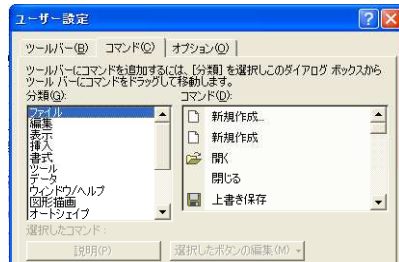 ユーザー設定
ツールバー(B) コマンド(C) オプション(O)
ツールバーにコマンドを追加するには、[分類] を選択しこのダイアログ ボックスから
ツール バーにコマンドをドラッグして移動します。
分類(G): コマンド(D):
ファイル
編集
表示
挿入
書式
ツール
データ
ウィンドウ/ヘルプ
図形描画
オートシェイプ
新規作成...
新規作成
開く
閉じる
上書き保存
選択したコマンド:
説明(P) 選択したボタンの編集(M)